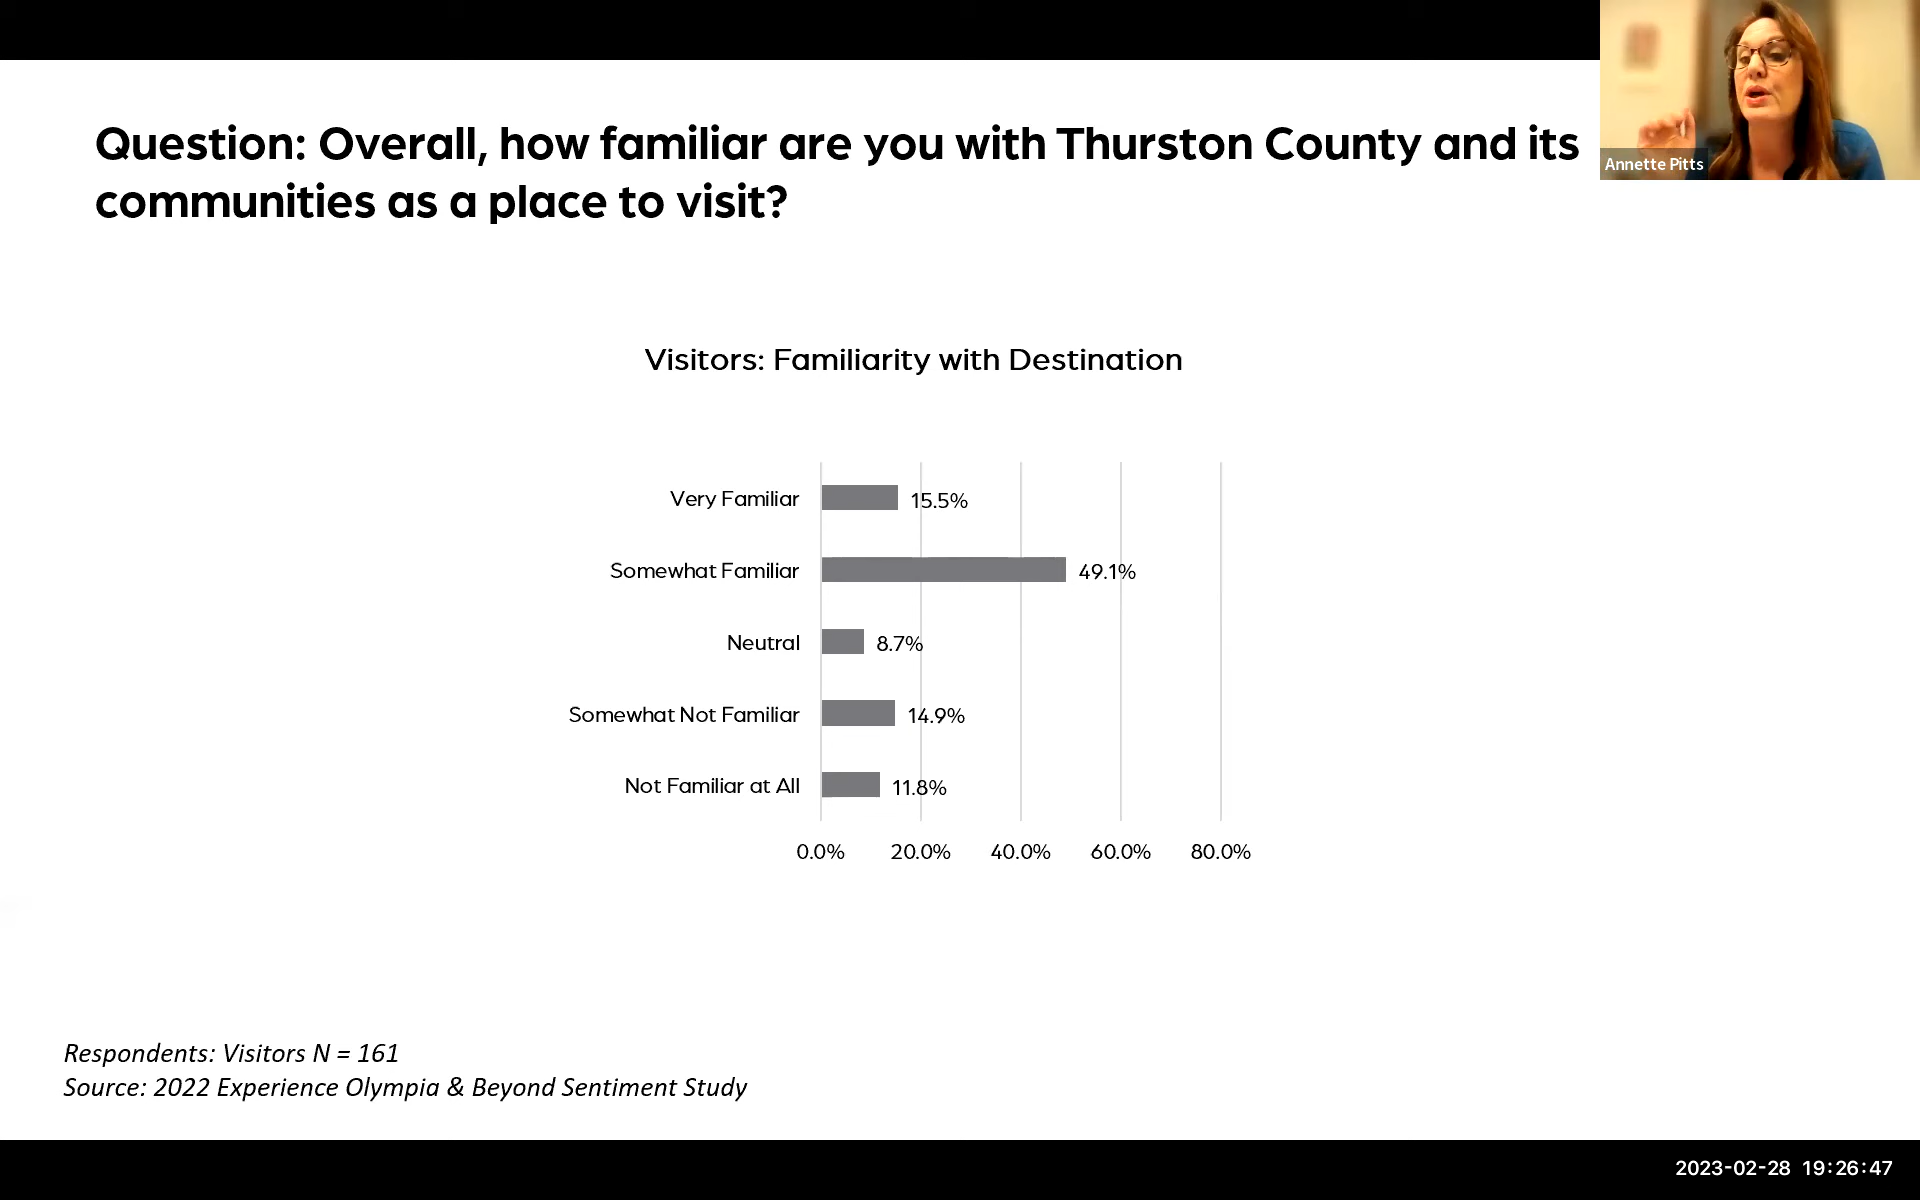 Question: Overall, how familiar are you with Thurston County and its
communities as a place to visit?
Annette Pitts
Visitors: Familiarity with Destination
Very Familiar 15.5%
Somewhat Familiar 49.1%
Neutral 8.7%
Somewhat Not Familiar 14.9%
Not Familiar at All 11.8%
0.0% 20.0% 40.0% 60.0% 80.0%
Respondents: Visitors N = 161
Source: 2022 Experience Olympia & Beyond Sentiment Study
2023-02-28 19:26:47